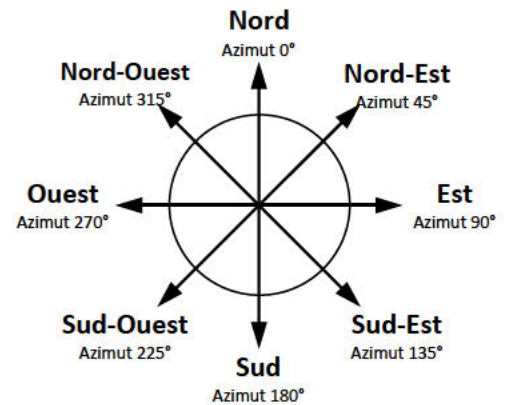 Nord
Azimut 0°
Nord-Ouest
Azimut 315°
Nord-Est
Azimut 45°
Ouest
Azimut 270°
Est
Azimut 90°
Sud-Ouest
Azimut 225°
Sud-Est
Azimut 135°
Sud
Azimut 180°